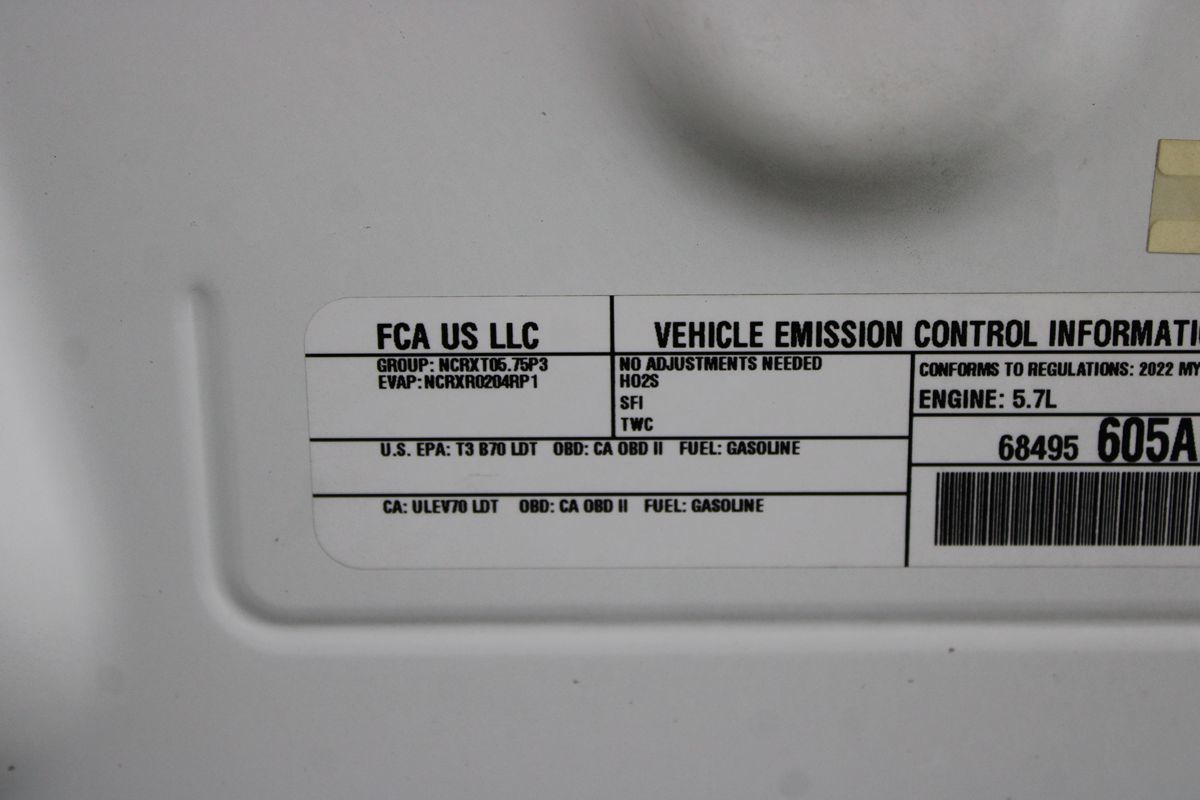 FCA US LLC
VEHICLE EMISSION CONTROL
GROUP: NCRXT05.75P3
EVAP: NCRXR0204RP1
NO ADJUSTMENTS NEEDED
HO2S
SFI
TWC
CONFORMS TO REGULATIONS: 2022 MY
ENGINE: 5.7L
68495 605A
U.S. EPA: T3 B70 LDT OBD: CA OBD II FUEL: GASOLINE
CA: ULEV70 LDT OBD: CA OBD II FUEL: GASOLINE